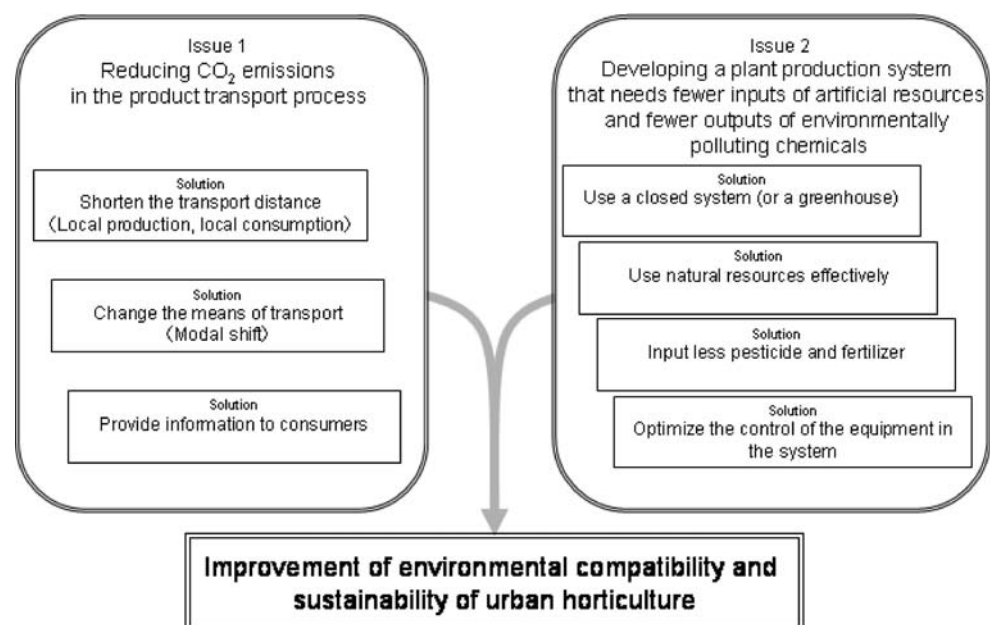 Issue 1
Reducing CO₂ emissions
in the product transport process
Solution
Shorten the transport distance
(Local production, local consumption)
Solution
Change the means of transport
(Modal shift)
Solution
Provide information to consumers
Issue 2
Developing a plant production system
that needs fewer inputs of artificial resources
and fewer outputs of environmentally
polluting chemicals
Solution
Use a closed system (or a greenhouse)
Solution
Use natural resources effectively
Solution
Input less pesticide and fertilizer
Solution
Optimize the control of the equipment in
the system
Improvement of environmental compatibility and
sustainability of urban horticulture